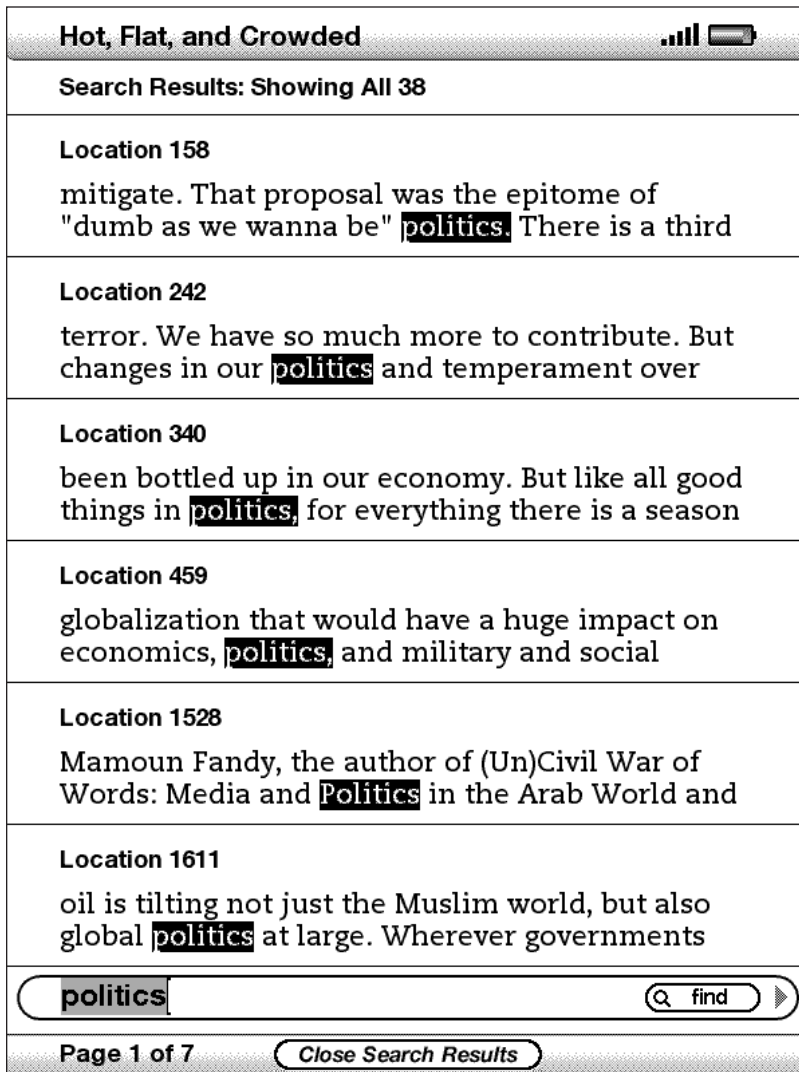 Hot, Flat, and Crowded
Search Results: Showing All 38
Location 158
mitigate. That proposal was the epitome of
"dumb as we wanna be" politics. There is a third
Location 242
terror. We have so much more to contribute. But
changes in our politics and temperament over
Location 340
been bottled up in our economy. But like all good
things in politics, for everything there is a season
Location 459
globalization that would have a huge impact on
economics, politics, and military and social
Location 1528
Mamoun Fandy, the author of (Un)Civil War of
Words: Media and Politics in the Arab World and
Location 1611
oil is tilting not just the Muslim world, but also
global politics at large. Wherever governments
politics find
Page 1 of 7 Close Search Results